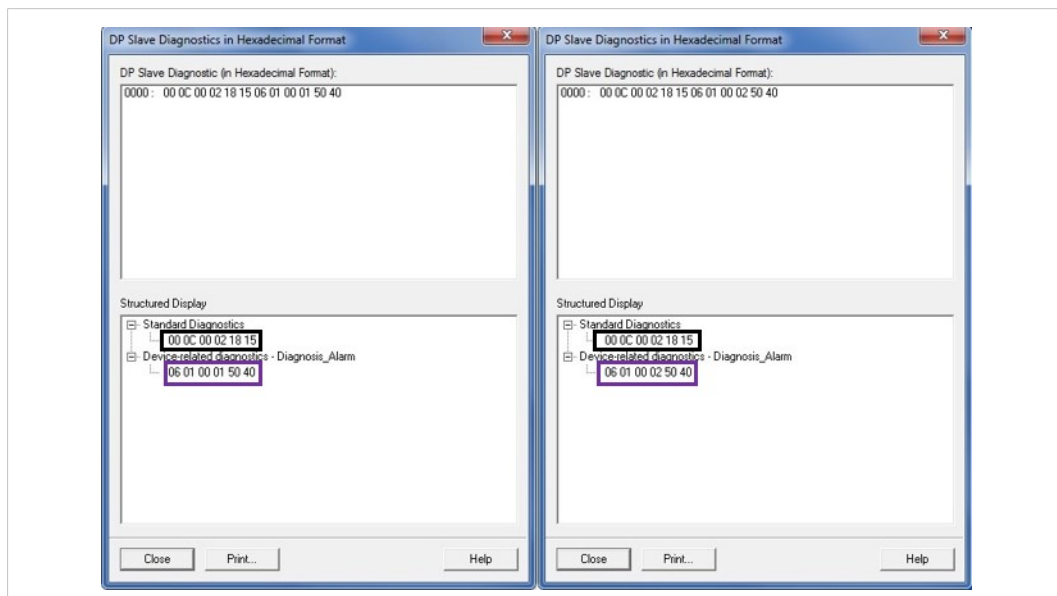 DP Slave Diagnostics in Hexadecimal Format
DP Slave Diagnostic (in Hexadecimal Format):
0000 : 00 0C 00 02 18 15 06 01 00 01 50 40
Structured Display
Standard Diagnostics
00 0C 00 02 18 15
Device-related diagnostics - Diagnosis_Alarm
06 01 00 01 50 40
Close
Print...
Help
DP Slave Diagnostics in Hexadecimal Format
DP Slave Diagnostic (in Hexadecimal Format):
0000 : 00 0C 00 02 18 15 06 01 00 02 50 40
Structured Display
Standard Diagnostics
00 0C 00 02 18 15
Device-related diagnostics - Diagnosis_Alarm
06 01 00 02 50 40
Close
Print...
Help